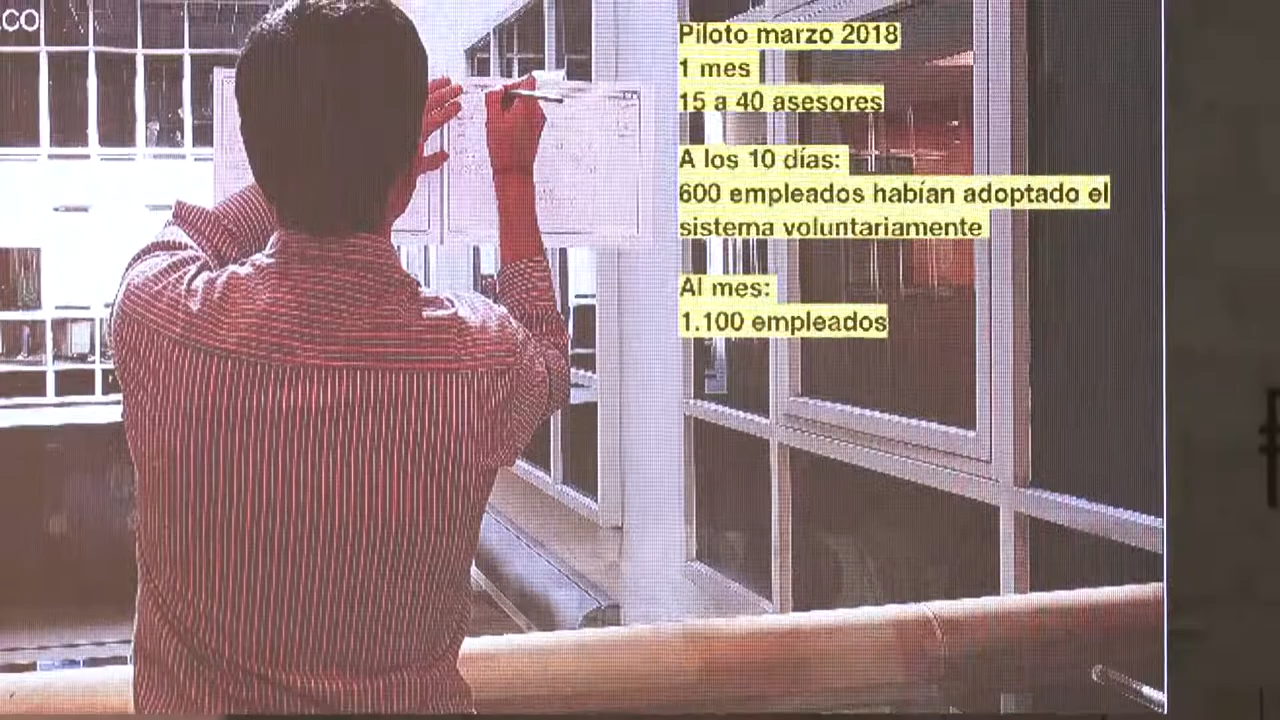 .CO
Piloto marzo 2018
1 mes
15 a 40 asesores
A los 10 días:
600 empleados habían adoptado el
sistema voluntariamente
Al mes:
1.100 empleados